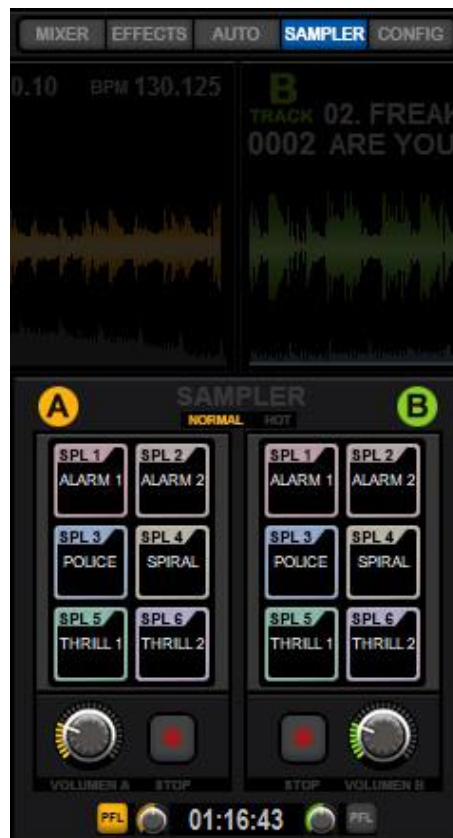 MIXER EFFECTS AUTO SAMPLER CONFIG
0.10 BPM 130.125
B
TRACK 02. FREAK
0002 ARE YOU
A SAMPLER B
NORMAL HOT
SPL 1 SPL 2 SPL 1 SPL 2
ALARM 1 ALARM 2 ALARM 1 ALARM 2
SPL 3 SPL 4 SPL 3 SPL 4
POLICE SPIRAL POLICE SPIRAL
SPL 5 SPL 6 SPL 5 SPL 6
THRILL 1 THRILL 2 THRILL 1 THRILL 2
VOLUMEN A STOP STOP VOLUMEN B
PFL 01:16:43 PFL